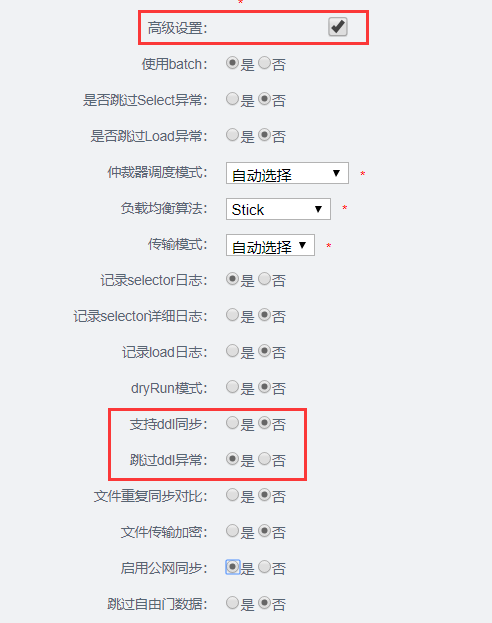 *
高级设置：
使用batch： 是 否
是否跳过Select异常： 是 否
是否跳过Load异常： 是 否
仲裁器调度模式： 自动选择 *
负载均衡算法： Stick *
传输模式： 自动选择 *
记录selector日志： 是 否
记录selector详细日志： 是 否
记录load日志： 是 否
dryRun模式： 是 否
支持ddl同步： 是 否
跳过ddl异常： 是 否
文件重复同步对比： 是 否
文件传输加密： 是 否
启用公网同步： 是 否
跳过自由门数据： 是 否